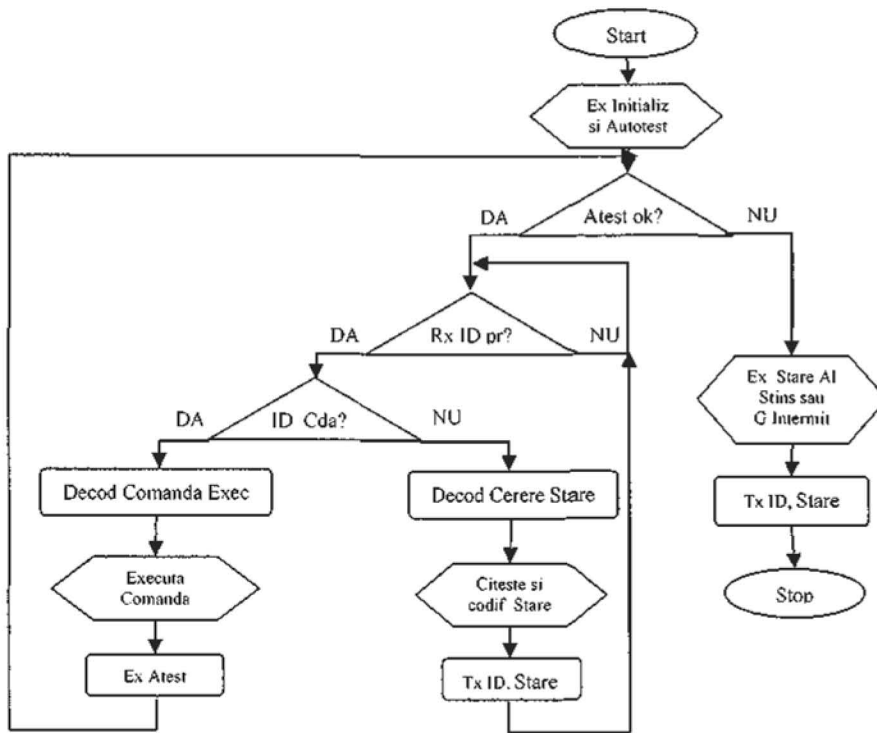 Start
Ex Initializ
si Autotest
Atest ok?
DA
NU
Rx ID pr?
DA
NU
ID Cda?
DA
NU
Ex Stare Al
Stins sau
G Intermit
Decod Comanda Exec
Decod Cerere Stare
Tx ID, Stare
Executa
Comanda
Citeste si
codif Stare
Stop
Ex Atest
Tx ID, Stare